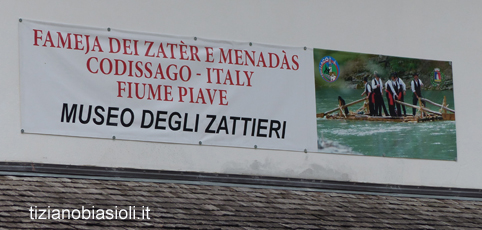 FAMEJA DEI ZATÈR E MENADÀS
CODISSAGO - ITALY
FIUME PIAVE
MUSEO DEGLI ZATTIERI
tizianobiasioli.it